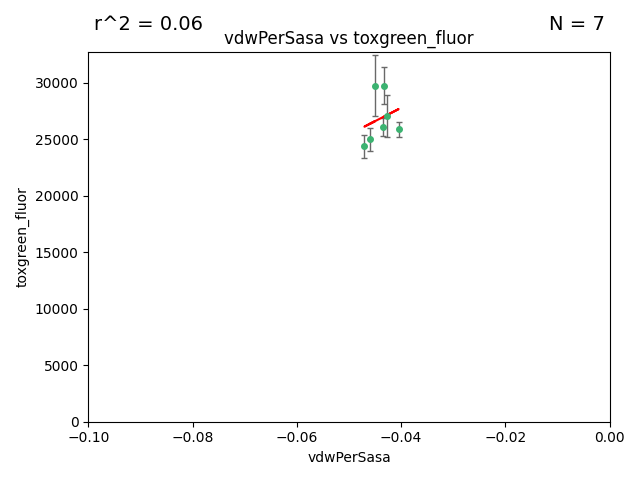 r^2 = 0.06
N = 7
vdwPerSasa vs toxgreen_fluor
30000
25000
20000
15000
10000
5000
0
toxgreen_fluor
−0.10 −0.08 −0.06 −0.04 −0.02 0.00
vdwPerSasa